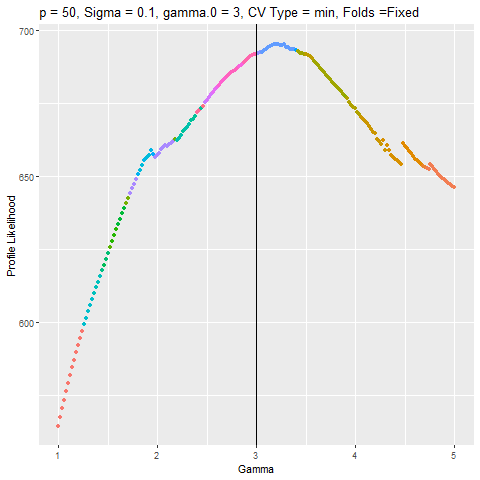 p = 50, Sigma = 0.1, gamma.0 = 3, CV Type = min, Folds =Fixed
700
650
600
Profile Likelihood
1 2 3 4 5
Gamma